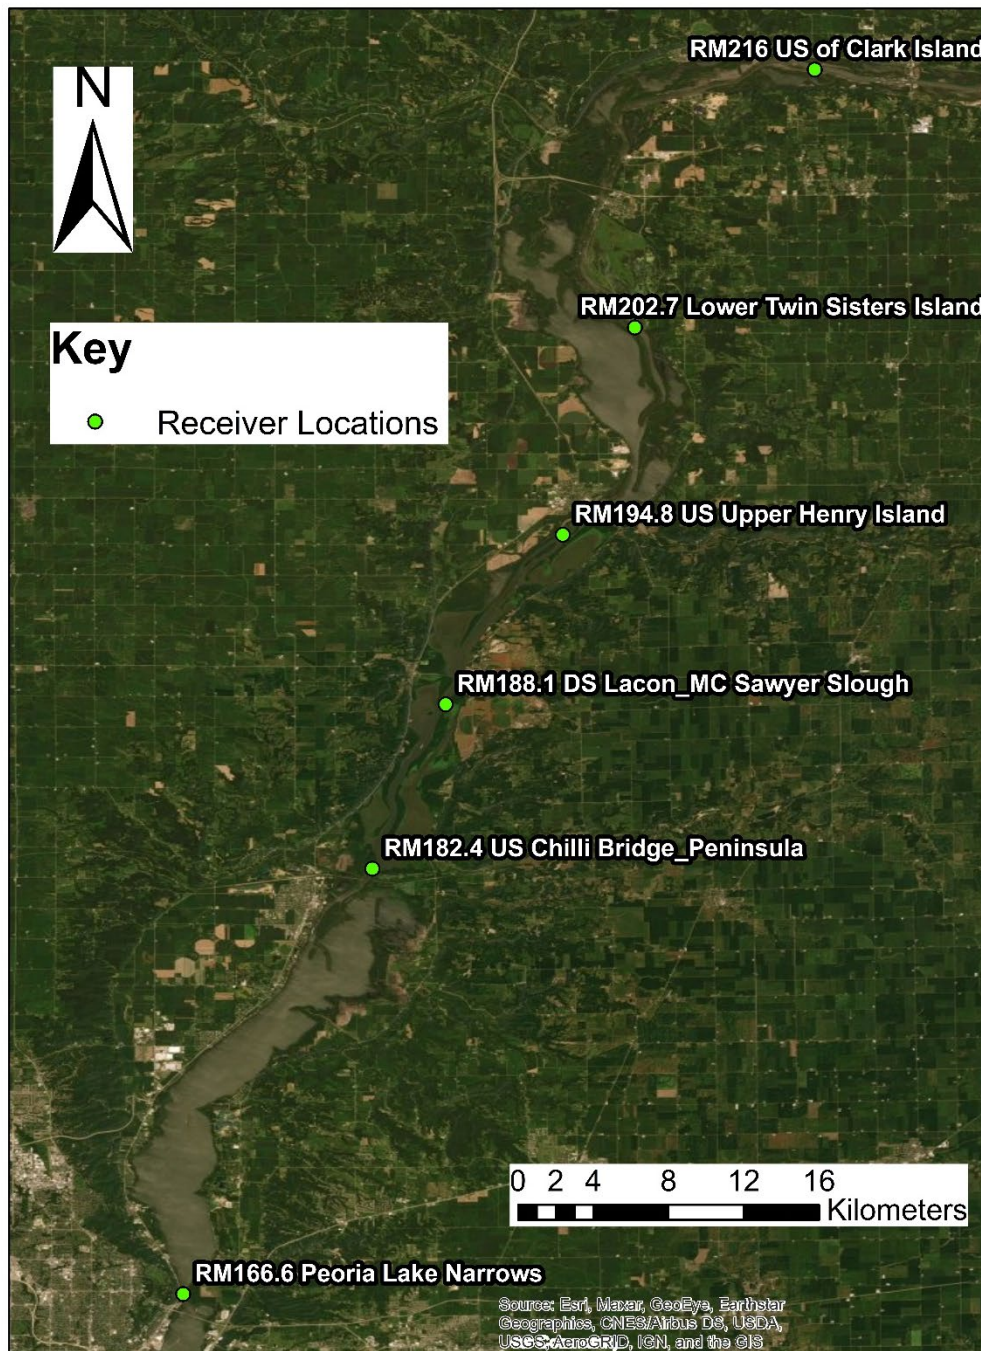 RM216 US of Clark Island
N
RM202.7 Lower Twin Sisters Island
Key
Receiver Locations
RM194.8 US Upper Henry Island
RM188.1 DS Lacon_MC Sawyer Slough
RM182.4 US Chilli Bridge_Peninsula
0 2 4 8 12 16
Kilometers
RM166.6 Peoria Lake Narrows
Source: Esri, Maxar, GeoEye, Earthstar
Geographics, CNES/Airbus DS, USDA,
USGS, AeroGRID, IGN, and the GIS